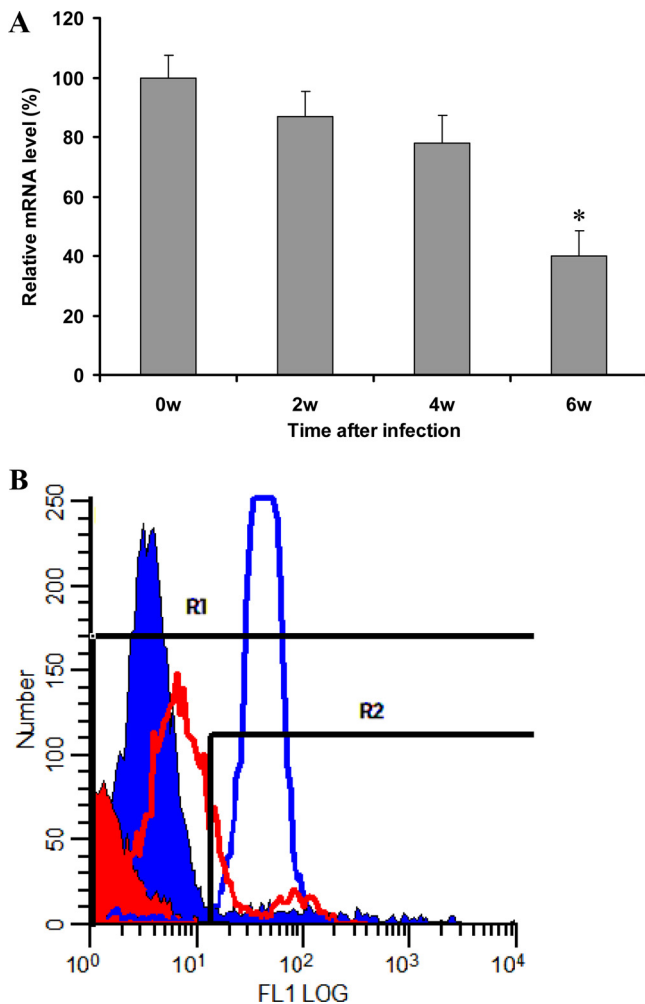 A
Relative mRNA level (%)
120
100
80
60
40
20
0
*
0w 2w 4w 6w
Time after infection
B
Number
250
200
150
100
50
0
R1
R2
10⁰ 10¹ 10² 10³ 10⁴
FL1 LOG